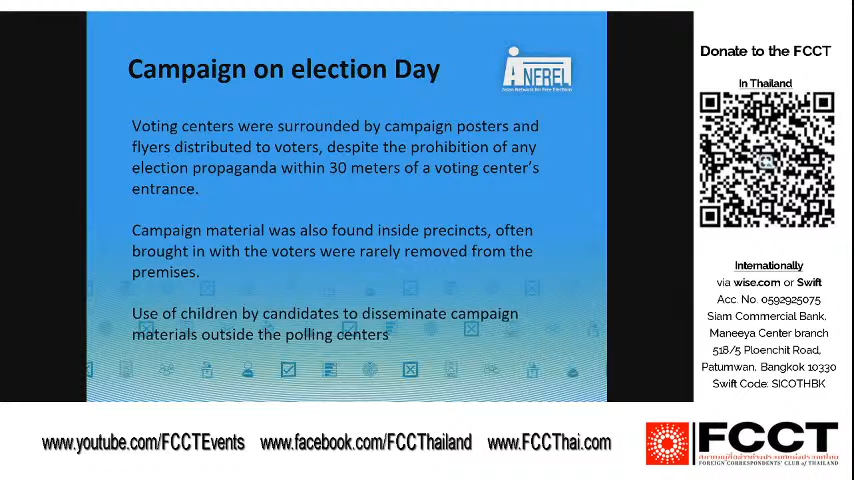 Campaign on election Day
ANFREL
Asian Network for Free Election
Voting centers were surrounded by campaign posters and
flyers distributed to voters, despite the prohibition of any
election propaganda within 30 meters of a voting center's
entrance.
Campaign material was also found inside precincts, often
brought in with the voters were rarely removed from the
premises.
Use of children by candidates to disseminate campaign
materials outside the polling centers
Donate to the FCCT
In Thailand
Internationally
via wise.com or Swift
Acc. No. 0592925075
Siam Commercial Bank,
Maneeya Center branch
518/5 Ploenchit Road,
Patumwan, Bangkok 10330
Swift Code: SICOTHBK
www.youtube.com/FCCTEvents www.facebook.com/FCCThailand www.FCCThai.com
FCCT
FOREIGN CORRESPONDENTS' CLUB of THAILAND